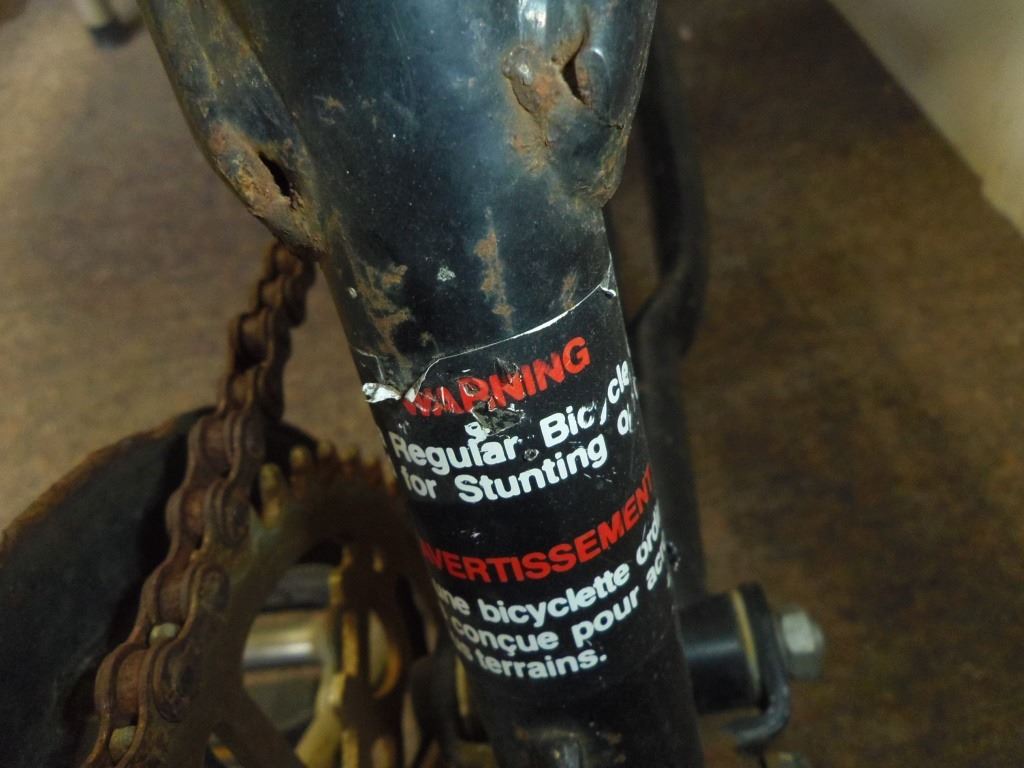 WARNING
Regular Bicycle
for Stunting
AVERTISSEMENT
bicyclette
conçue pour
terrains.